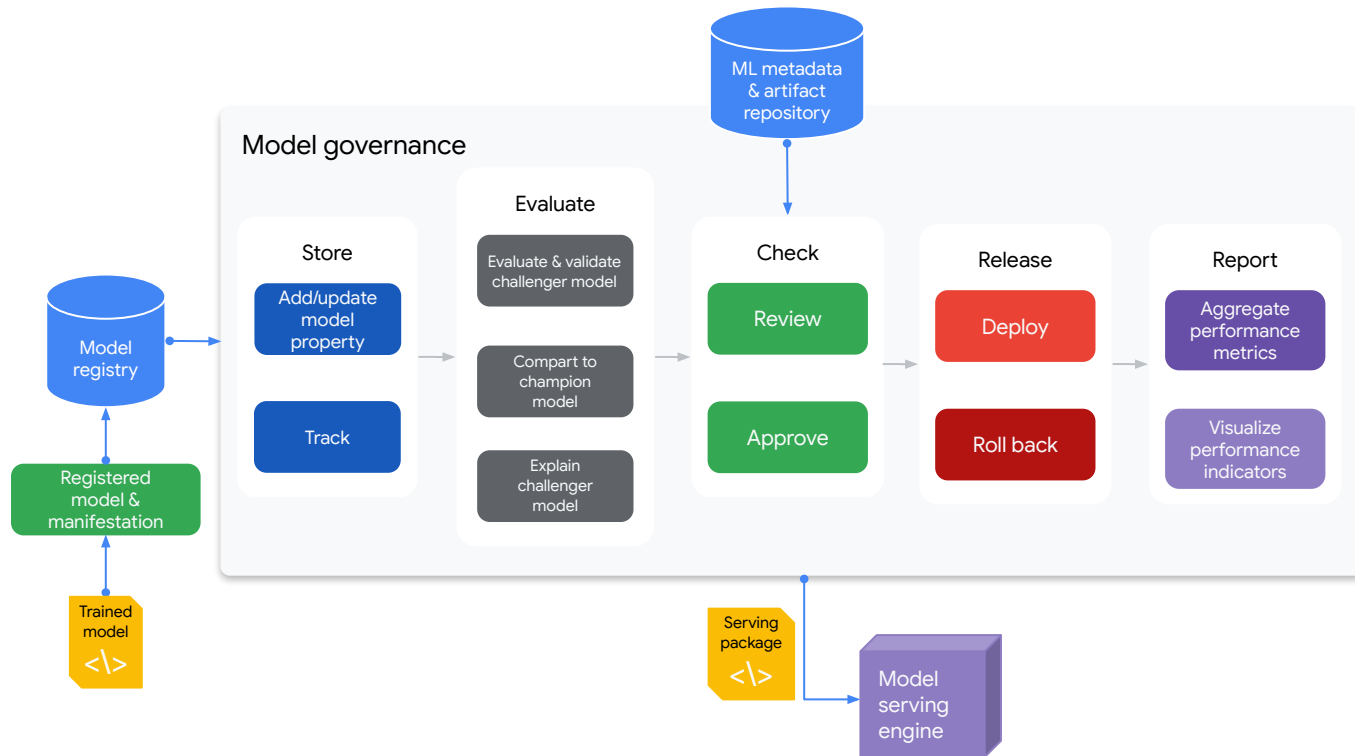 ML metadata
& artifact
repository
Model governance
Store
Add/update
model
property
Track
Evaluate
Evaluate & validate
challenger model
Compart to
champion
model
Explain
challenger
model
Check
Review
Approve
Release
Deploy
Roll back
Report
Aggregate
performance
metrics
Visualize
performance
indicators
Model
registry
Registered
model &
manifestation
Trained
model
</>
Serving
package
</>
Model
serving
engine